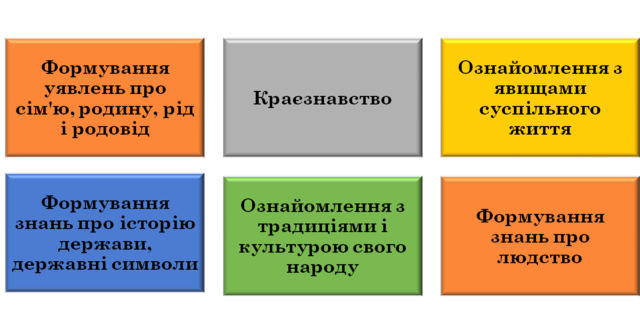 Формування
уявлень про
сім'ю, родину, рід
і родовід
Краєзнавство
Ознайомлення з
явищами
суспільного
життя
Формування
знань про історію
держави,
державні символи
Ознайомлення з
традиціями і
культурою свого
народу
Формування
знань про
людство